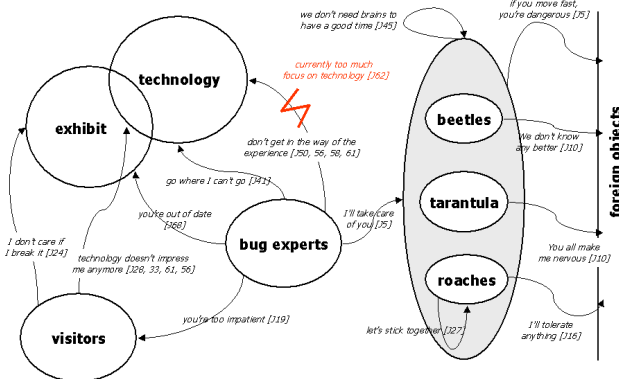 if you move fast,
you're dangerous [J5]
we don't need brains to
have a good time [J45]
technology
currently too much
focus on technology [J62]
exhibit
beetles
don't get in the way of the
experience [J50, 56, 58, 61]
We don't know
any better [J10]
foreign objects
go where I can't go [J41]
tarantula
you're out of date
[J68]
I'll take care
of you [J5]
bug experts
I don't care if
I break it [J24]
technology doesn't impress
me anymore [J28, 33, 61, 56]
You all make
me nervous [J10]
roaches
you're too impatient [J19]
let's stick together [J27]
I'll tolerate
anything [J16]
visitors